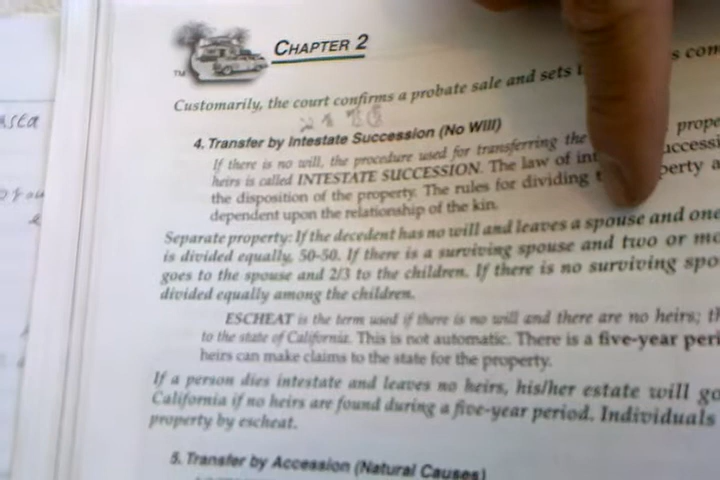 CHAPTER 2
TM
Customarily, the court confirms a probate sale and sets
4. Transfer by Intestate Succession (No Will)
If there is no will, the procedure used for transferring the prope
heirs is called INTESTATE SUCCESSION. The law of int
the disposition of the property. The rules for dividing
dependent upon the relationship of the kin.
Separate property: If the decedent has no will and leaves a spouse and one
is divided equally, 50-50. If there is a surviving spouse and two or mo
goes to the spouse and 2/3 to the children. If there is no surviving spo
divided equally among the children.
ESCHEAT is the term used if there is no will and there are no heirs; th
to the state of California. This is not automatic. There is a five-year peri
heirs can make claims to the state for the property.
If a person dies intestate and leaves no heirs, his/her estate will go
California if no heirs are found during a five-year period. Individuals
property by escheat.
5. Transfer by Accession (Natural Causes)